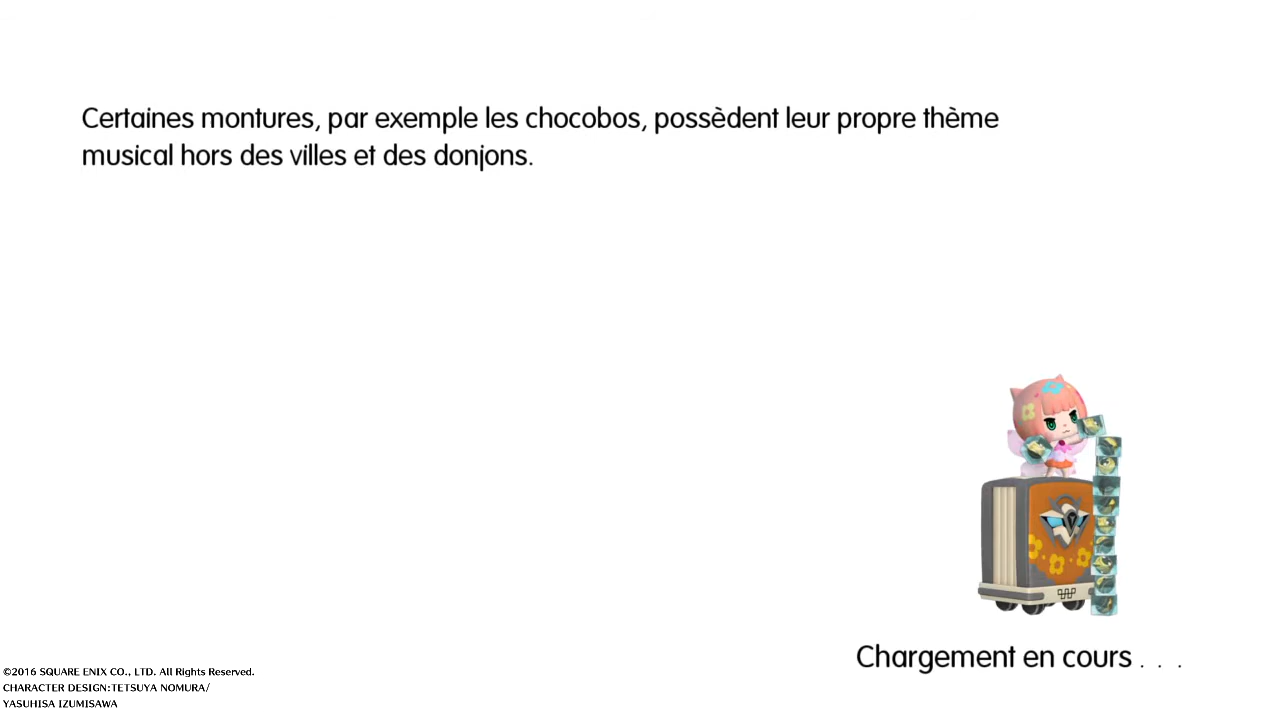 Certaines montures, par exemple les chocobos, possèdent leur propre thème
musical hors des villes et des donjons.
Chargement en cours . . .
©2016 SQUARE ENIX CO., LTD. All Rights Reserved.
CHARACTER DESIGN:TETSUYA NOMURA/
YASUHISA IZUMISAWA